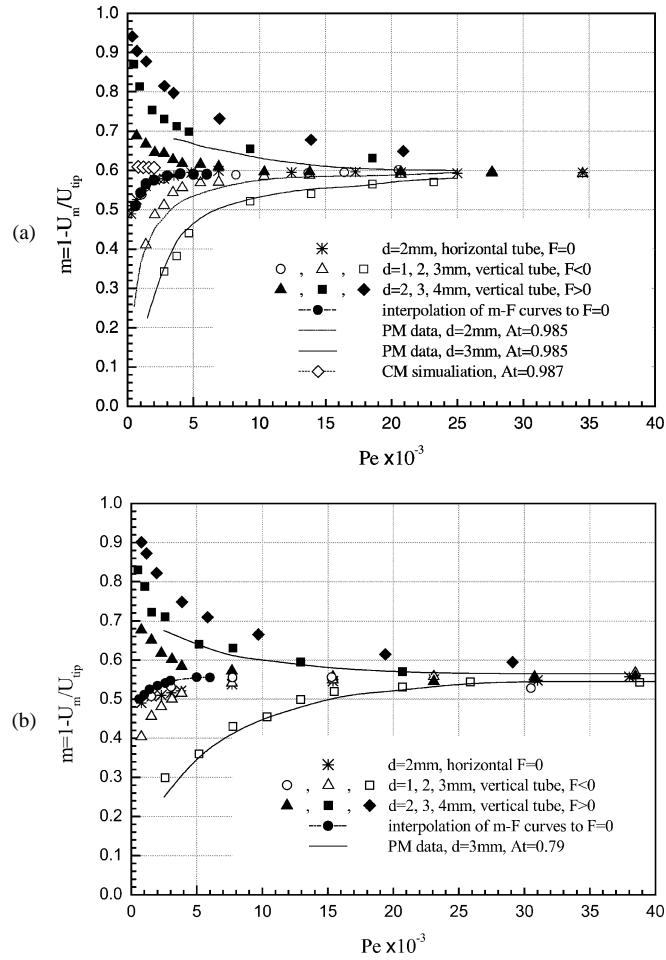 (a)
m=1-U_m/U_tip
1.0
0.9
0.8
0.7
0.6
0.5
0.4
0.3
0.2
0.1
0.0
d=2mm, horizontal tube, F=0
, , d=1, 2, 3mm, vertical tube, F<0
, , d=2, 3, 4mm, vertical tube, F>0
interpolation of m-F curves to F=0
PM data, d=2mm, At=0.985
PM data, d=3mm, At=0.985
CM simualiation, At=0.987
0 5 10 15 20 25 30 35 40
Pe x10^-3
(b)
m=1-U_m/U_tip
1.0
0.9
0.8
0.7
0.6
0.5
0.4
0.3
0.2
0.1
0.0
d=2mm, horizontal F=0
, , d=1, 2, 3mm, vertical tube, F<0
, , d=2, 3, 4mm, vertical tube, F>0
interpolation of m-F curves to F=0
PM data, d=3mm, At=0.79
0 5 10 15 20 25 30 35 40
Pe x10^-3